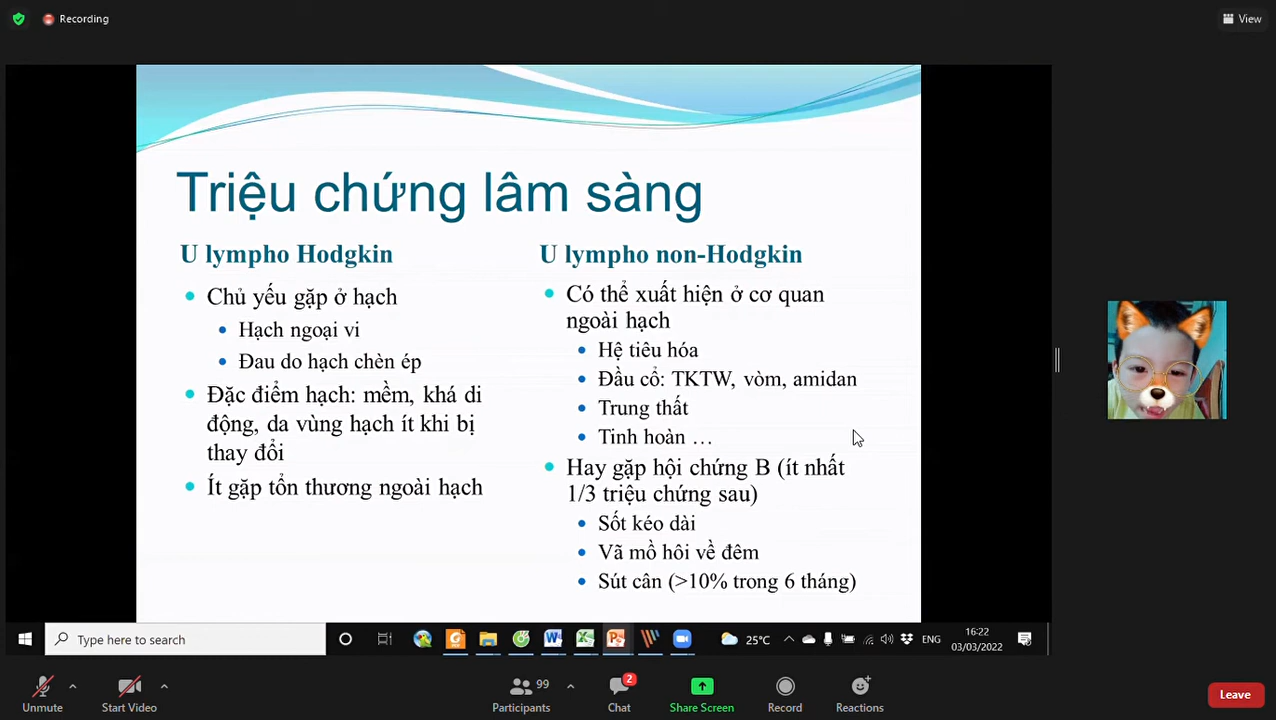 Recording
View
Triệu chứng lâm sàng
U lympho Hodgkin
Chủ yếu gặp ở hạch
Hạch ngoại vi
Đau do hạch chèn ép
Đặc điểm hạch: mềm, khá di
động, da vùng hạch ít khi bị
thay đổi
Ít gặp tổn thương ngoài hạch
U lympho non-Hodgkin
Có thể xuất hiện ở cơ quan
ngoài hạch
Hệ tiêu hóa
Đầu cổ: TKTW, vòm, amidan
Trung thất
Tinh hoàn …
Hay gặp hội chứng B (ít nhất
1/3 triệu chứng sau)
Sốt kéo dài
Vã mồ hôi về đêm
Sút cân (>10% trong 6 tháng)
Type here to search
25°C
ENG
16:22
03/03/2022
Unmute
Start Video
99
Participants
2
Chat
Share Screen
Record
Reactions
Leave